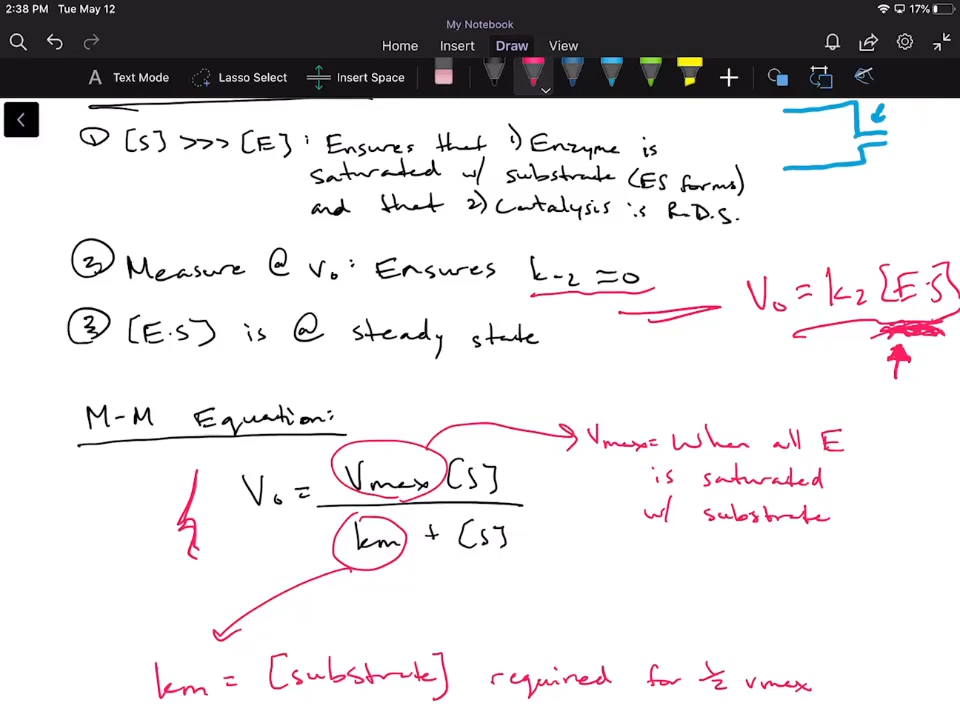 2:38 PM Tue May 12
17%
My Notebook
Home Insert Draw View
Text Mode Lasso Select Insert Space
① [S] >>> [E] : Ensures that 1) Enzyme is
saturated w/ substrate (ES forms)
and that 2) Catalysis is R.D.S.
② Measure @ V₀: Ensures k-2 ≈ 0
V₀ = k2 [E·S]
③ [E·S] is @ steady state
M-M Equation:
V₀ = Vmax [S]
km + [S]
Vmax = When all E
is saturated
w/ substrate
km = [substrate] required for ½ vmax